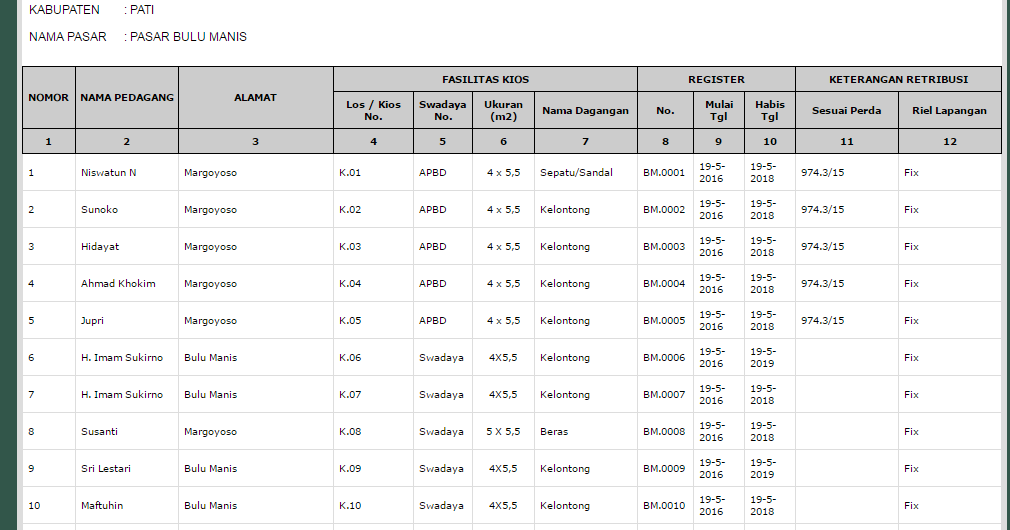 KABUPATEN : PATI
NAMA PASAR : PASAR BULU MANIS
NOMOR NAMA PEDAGANG ALAMAT FASILITAS KIOS REGISTER KETERANGAN RETRIBUSI
Los / Kios No. Swadaya No. Ukuran (m2) Nama Dagangan No. Mulai Tgl Habis Tgl Sesuai Perda Riel Lapangan
1 2 3 4 5 6 7 8 9 10 11 12
1 Niswatun N Margoyoso K.01 APBD 4 x 5,5 Sepatu/Sandal BM.0001 19-5-2016 19-5-2018 974.3/15 Fix
2 Sunoko Margoyoso K.02 APBD 4 x 5,5 Kelontong BM.0002 19-5-2016 19-5-2018 974.3/15 Fix
3 Hidayat Margoyoso K.03 APBD 4 x 5,5 Kelontong BM.0003 19-5-2016 19-5-2018 974.3/15 Fix
4 Ahmad Khokim Margoyoso K.04 APBD 4 x 5,5 Kelontong BM.0004 19-5-2016 19-5-2018 974.3/15 Fix
5 Jupri Margoyoso K.05 APBD 4 x 5,5 Kelontong BM.0005 19-5-2016 19-5-2018 974.3/15 Fix
6 H. Imam Sukirno Bulu Manis K.06 Swadaya 4X5,5 Kelontong BM.0006 19-5-2016 19-5-2019 Fix
7 H. Imam Sukirno Bulu Manis K.07 Swadaya 4X5,5 Kelontong BM.0007 19-5-2016 19-5-2018 Fix
8 Susanti Margoyoso K.08 Swadaya 5 X 5,5 Beras BM.0008 19-5-2016 19-5-2018 Fix
9 Sri Lestari Bulu Manis K.09 Swadaya 4X5,5 Kelontong BM.0009 19-5-2016 19-5-2019 Fix
10 Maftuhin Bulu Manis K.10 Swadaya 4X5,5 Kelontong BM.0010 19-5-2016 19-5-2018 Fix